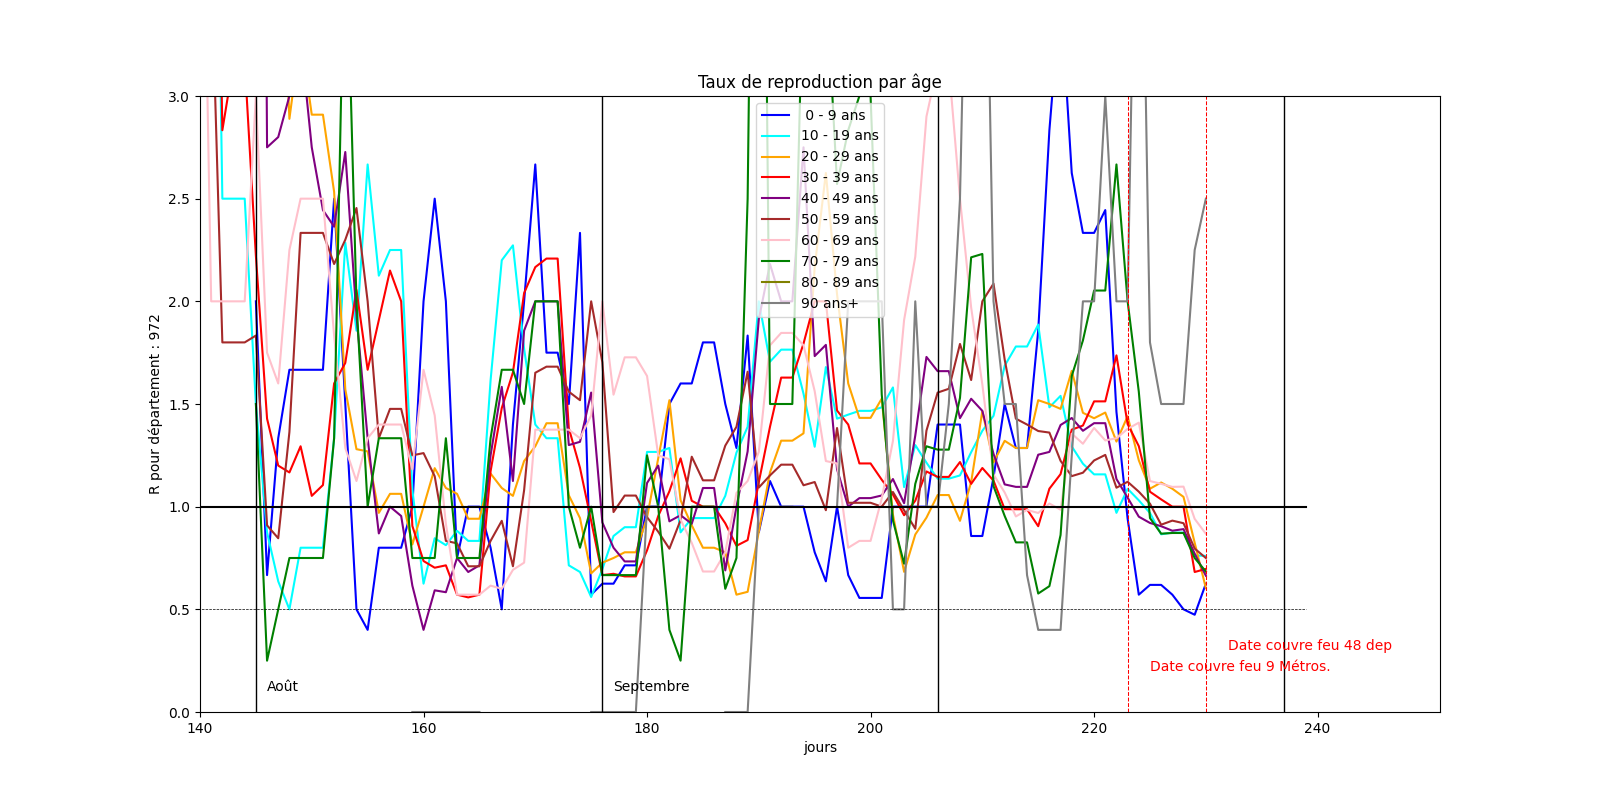 Taux de reproduction par âge
R pour département : 972
3.0
2.5
2.0
1.5
1.0
0.5
0.0
0 - 9 ans
10 - 19 ans
20 - 29 ans
30 - 39 ans
40 - 49 ans
50 - 59 ans
60 - 69 ans
70 - 79 ans
80 - 89 ans
90 ans+
Date couvre feu 48 dep
Date couvre feu 9 Métros.
Août
Septembre
140
160
180
200
220
240
jours